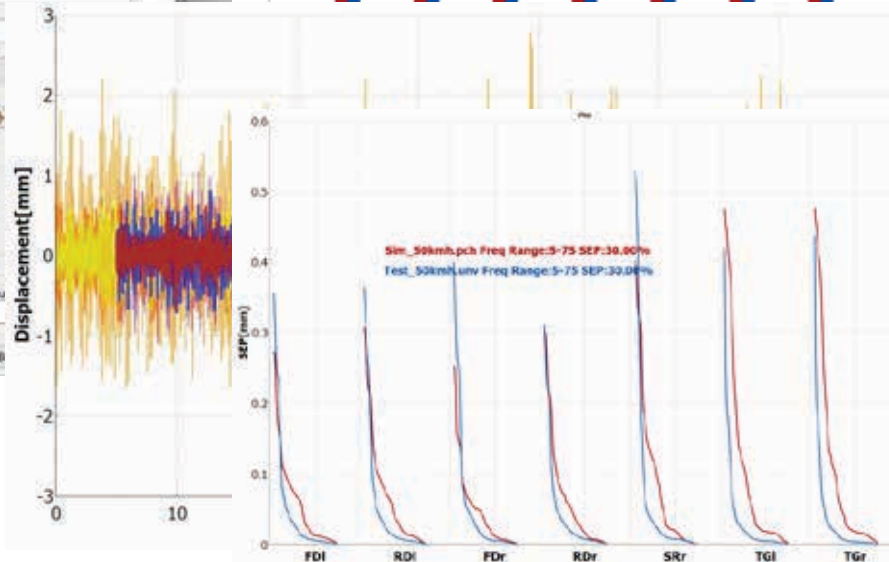 3
2
1
0
-1
-2
-3
Displacement[mm]
0
10
0.6
0.5
0.4
0.3
0.2
0.1
0
SEP[mm]
Sim_50kmh.pch Freq Range:5-75 SEP:30.00%
Test_50kmh.unv Freq Range:5-75 SEP:30.00%
FDl
RDl
FDr
RDr
SRr
TGl
TGr